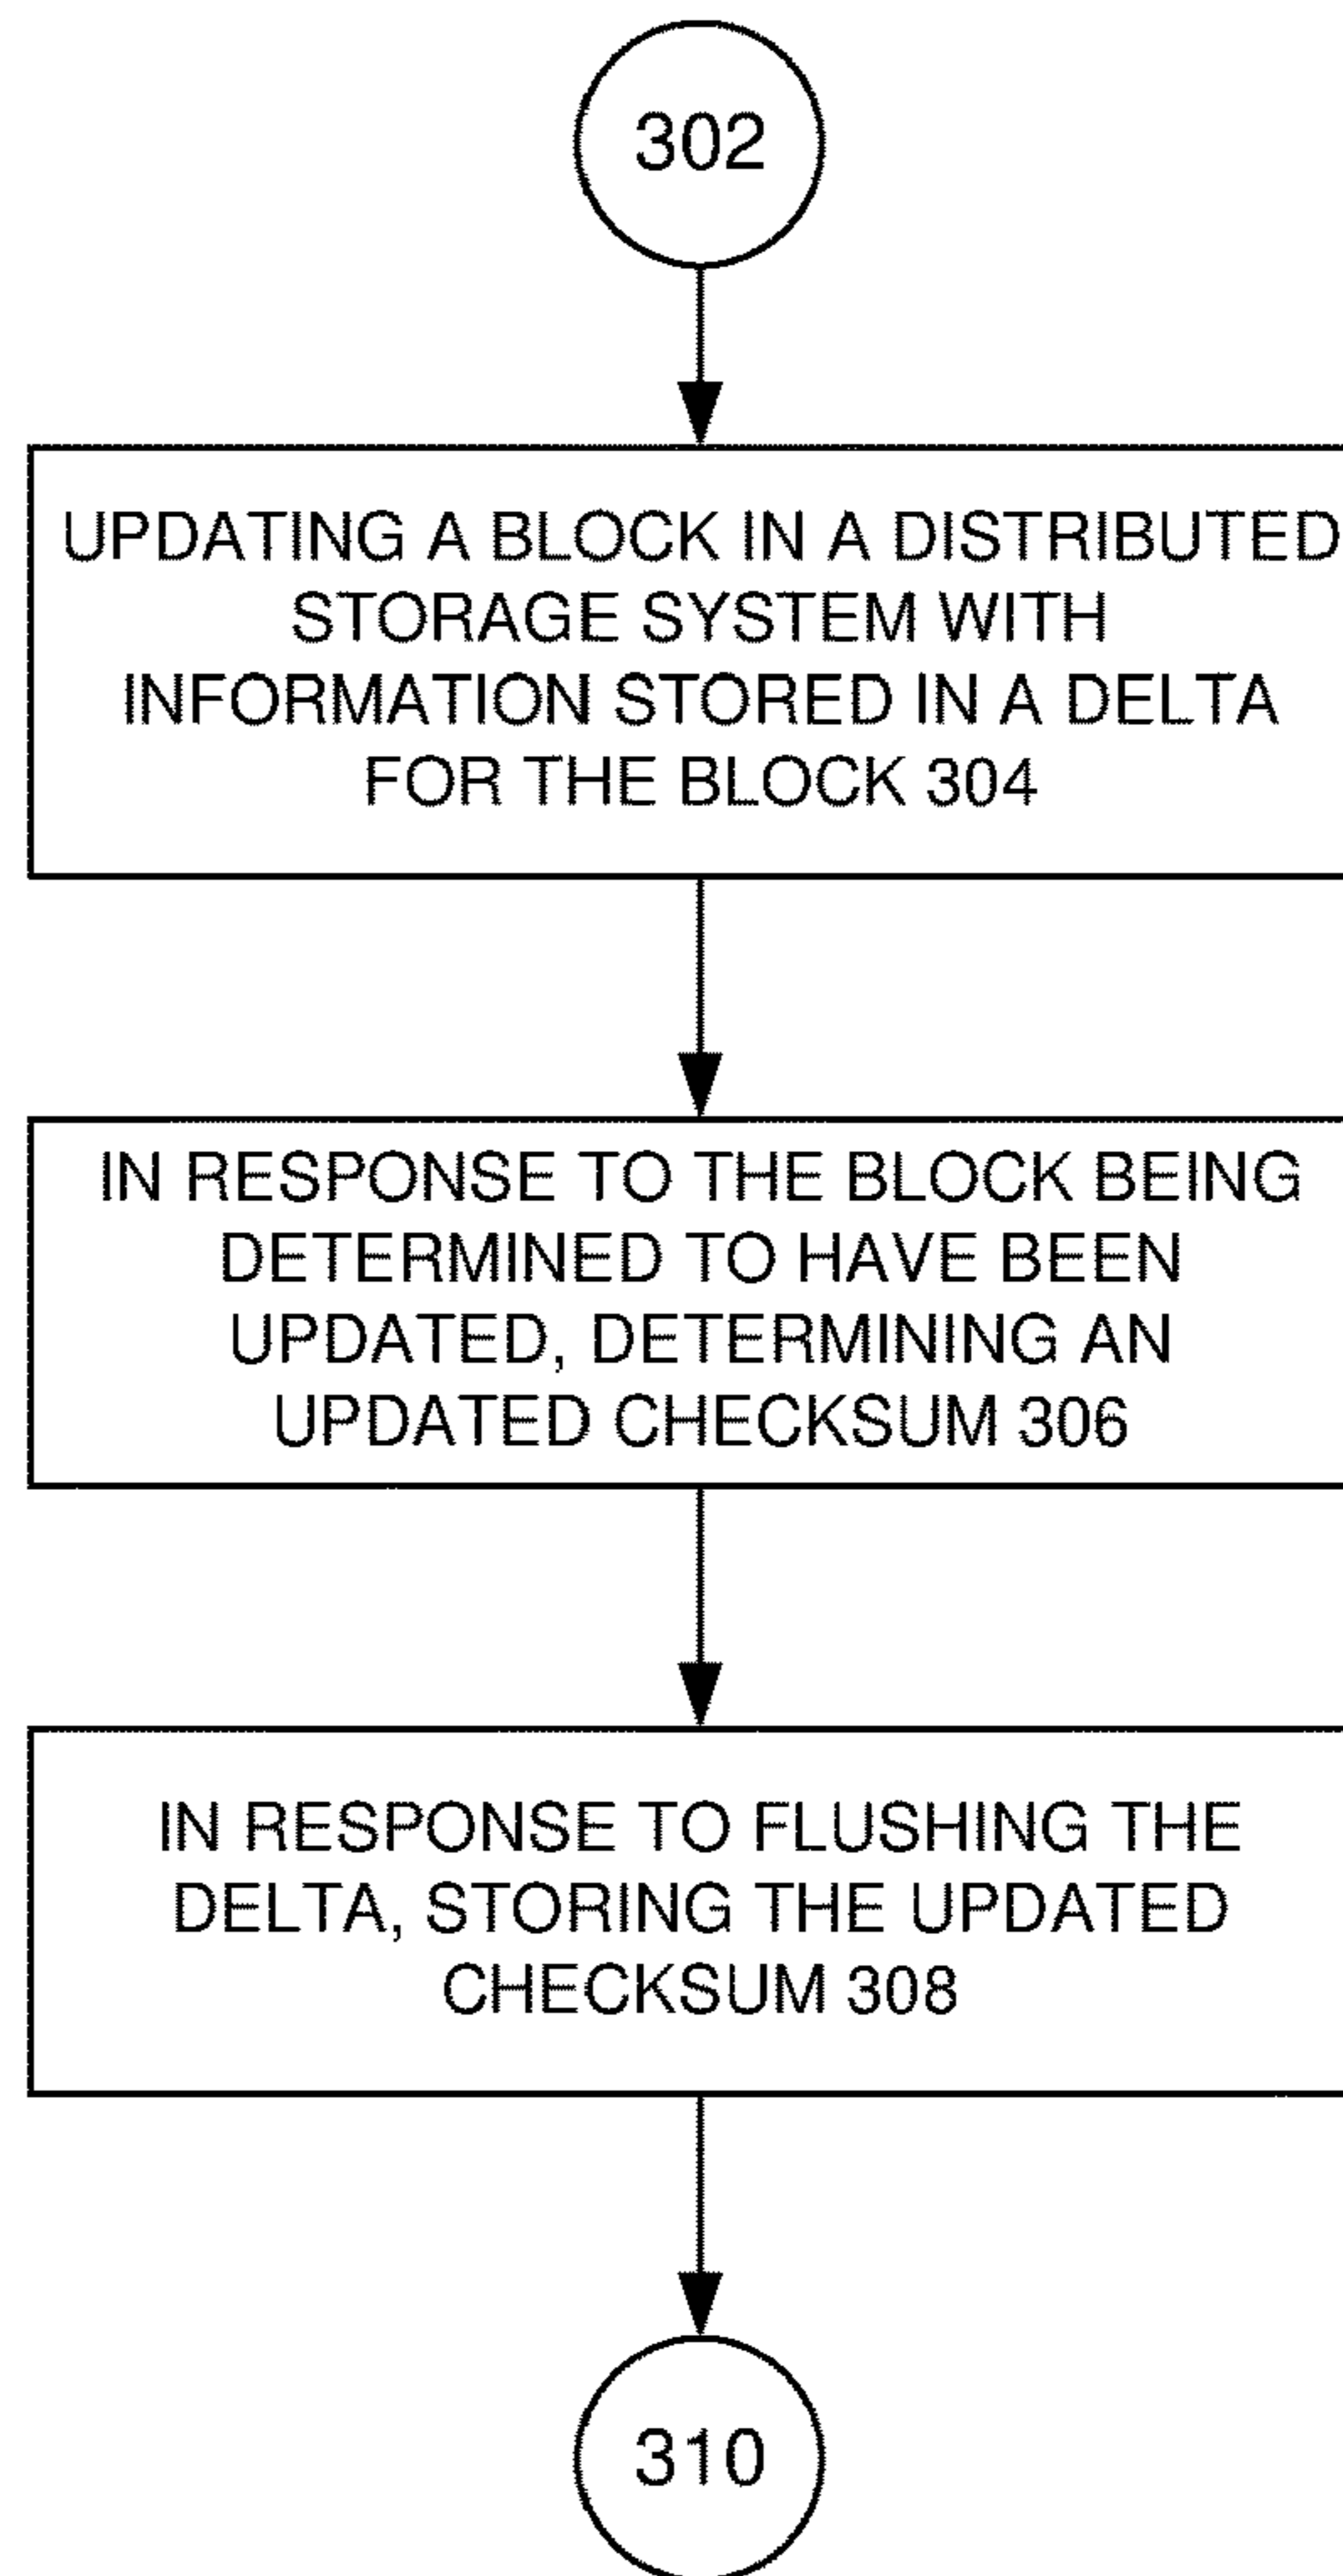 302
UPDATING A BLOCK IN A DISTRIBUTED
STORAGE SYSTEM WITH
INFORMATION STORED IN A DELTA
FOR THE BLOCK 304
IN RESPONSE TO THE BLOCK BEING
DETERMINED TO HAVE BEEN
UPDATED, DETERMINING AN
UPDATED CHECKSUM 306
IN RESPONSE TO FLUSHING THE
DELTA, STORING THE UPDATED
CHECKSUM 308
310